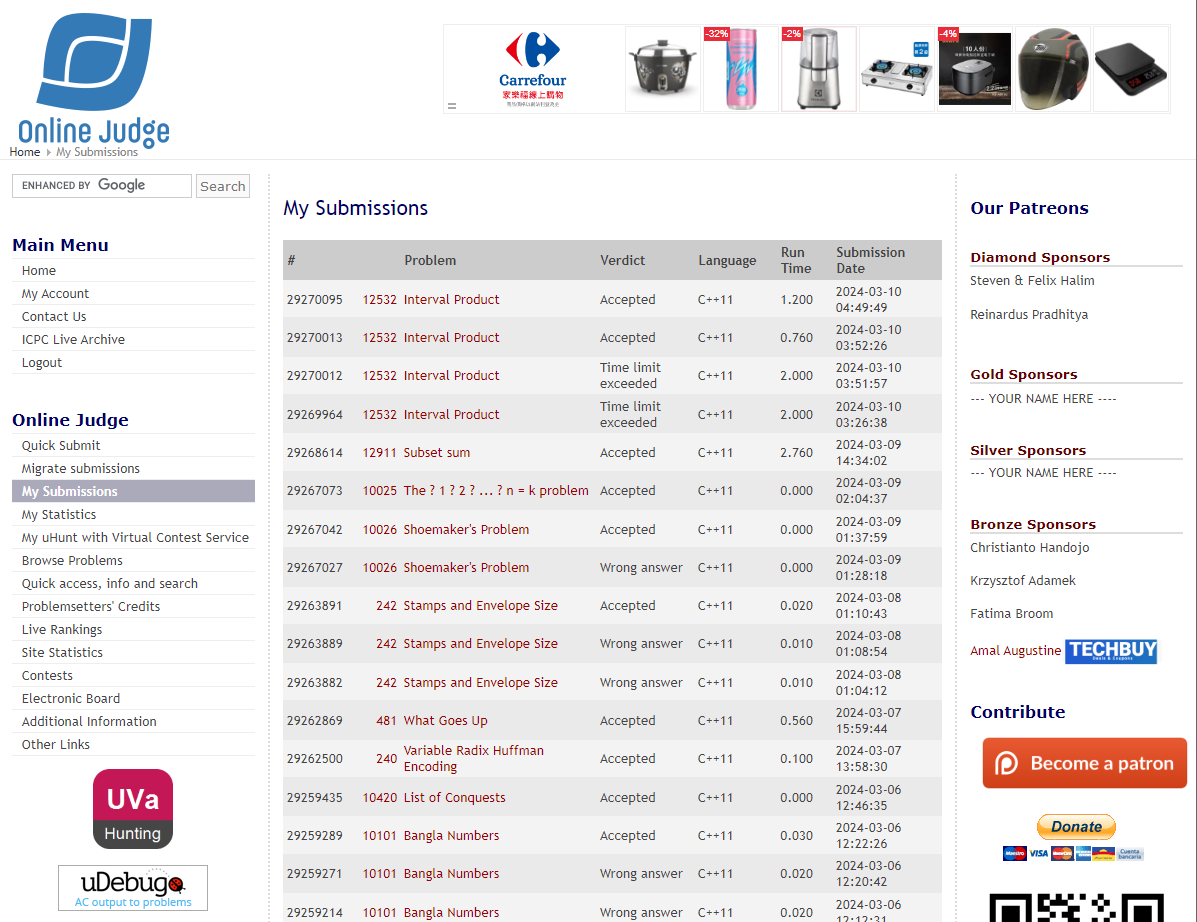 Online Judge
Home My Submissions
Carrefour
家樂福線上購物
-32%
-2%
10人份
-4%
ENHANCED BY Google
Search
Main Menu
Home
My Account
Contact Us
ICPC Live Archive
Logout
Online Judge
Quick Submit
Migrate submissions
My Submissions
My Statistics
My uHunt with Virtual Contest Service
Browse Problems
Quick access, info and search
Problemsetters' Credits
Live Rankings
Site Statistics
Contests
Electronic Board
Additional Information
Other Links
UVa
Hunting
uDebug
AC output to problems
My Submissions
# Problem Verdict Language Run Time Submission Date
29270095 12532 Interval Product Accepted C++11 1.200 2024-03-10 04:49:49
29270013 12532 Interval Product Accepted C++11 0.760 2024-03-10 03:52:26
29270012 12532 Interval Product Time limit exceeded C++11 2.000 2024-03-10 03:51:57
29269964 12532 Interval Product Time limit exceeded C++11 2.000 2024-03-10 03:26:38
29268614 12911 Subset sum Accepted C++11 2.760 2024-03-09 14:34:02
29267073 10025 The ? 1 ? 2 ? ... ? n = k problem Accepted C++11 0.000 2024-03-09 02:04:37
29267042 10026 Shoemaker's Problem Accepted C++11 0.000 2024-03-09 01:37:59
29267027 10026 Shoemaker's Problem Wrong answer C++11 0.000 2024-03-09 01:28:18
29263891 242 Stamps and Envelope Size Accepted C++11 0.020 2024-03-08 01:10:43
29263889 242 Stamps and Envelope Size Wrong answer C++11 0.010 2024-03-08 01:08:54
29263882 242 Stamps and Envelope Size Wrong answer C++11 0.010 2024-03-08 01:04:12
29262869 481 What Goes Up Accepted C++11 0.560 2024-03-07 15:59:44
29262500 240 Variable Radix Huffman Encoding Accepted C++11 0.100 2024-03-07 13:58:30
29259435 10420 List of Conquests Accepted C++11 0.000 2024-03-06 12:46:35
29259289 10101 Bangla Numbers Accepted C++11 0.030 2024-03-06 12:22:26
29259271 10101 Bangla Numbers Wrong answer C++11 0.020 2024-03-06 12:20:42
29259214 10101 Bangla Numbers Wrong answer C++11 0.020 2024-03-06 12:12:31
Our Patreons
Diamond Sponsors
Steven & Felix Halim
Reinardus Pradhitya
Gold Sponsors
--- YOUR NAME HERE ----
Silver Sponsors
--- YOUR NAME HERE ----
Bronze Sponsors
Christianto Handojo
Krzysztof Adamek
Fatima Broom
Amal Augustine TECHBUY
Deals & Coupons
Contribute
Become a patron
Donate
Maestro VISA
Cuenta bancaria